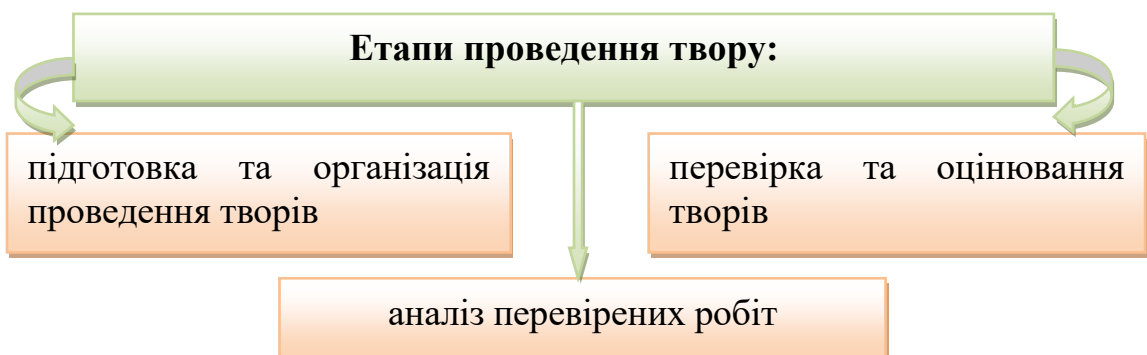 Етапи проведення твору:
підготовка та організація
проведення творів
перевірка та оцінювання
творів
аналіз перевірених робіт